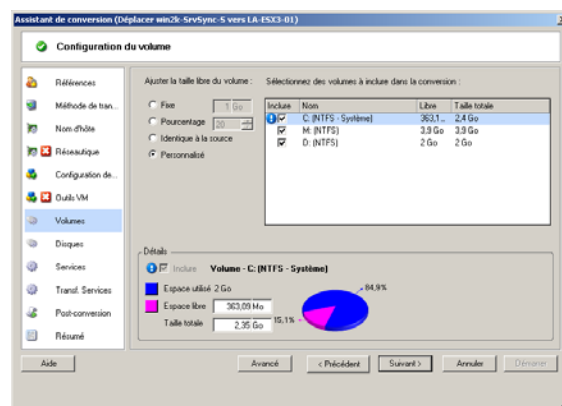 Assistant de conversion (Déplacer win2k-SrvSync-S vers LA-ESX3-01)
Configuration du volume
Références
Méthode de tran...
Nom d'hôte
Réseautique
Configuration de...
Outils VM
Volumes
Disques
Services
Transf. Services
Post-conversion
Résumé
Ajuster la taille libre du volume :
Fixe 1 Go
Pourcentage 20
Identique à la source
Personnalisé
Sélectionnez des volumes à inclure dans la conversion :
Inclure Nom Libre Taille totale
C: (NTFS - Système) 363,1... 2,4 Go
M: (NTFS) 3,9 Go 3,9 Go
D: (NTFS) 2 Go 2 Go
Détails
Inclure Volume - C: (NTFS - Système)
Espace utilisé 2 Go
Espace libre 363,09 Mo
Taille totale 2,35 Go
84,9%
15,1%
Aide Avancé < Précédent Suivant > Annuler Démarrer